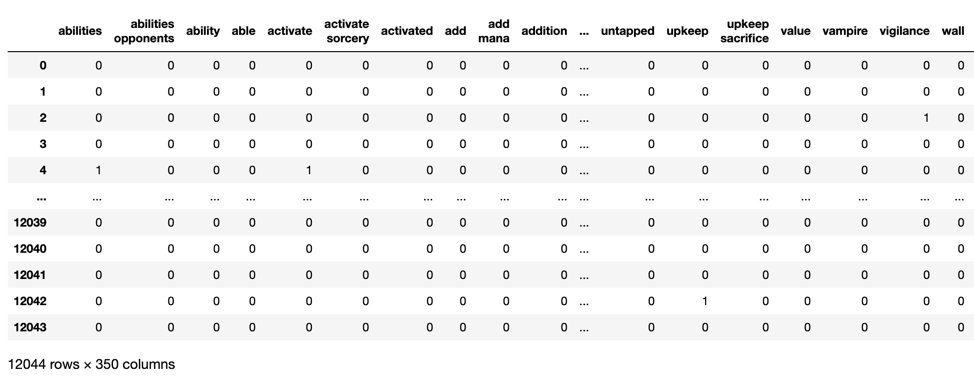 abilities abilities opponents ability able activate activate sorcery activated add add mana addition ... untapped upkeep upkeep sacrifice value vampire vigilance wall
0 0 0 0 0 0 0 0 0 0 0 ... 0 0 0 0 0 0 0
1 0 0 0 0 0 0 0 0 0 0 ... 0 0 0 0 0 0 0
2 0 0 0 0 0 0 0 0 0 0 ... 0 0 0 0 0 1 0
3 0 0 0 0 0 0 0 0 0 0 ... 0 0 0 0 0 0 0
4 1 0 0 0 1 0 0 0 0 0 ... 0 0 0 0 0 0 0
... ... ... ... ... ... ... ... ... ... ... ... ... ... ... ... ... ... ...
12039 0 0 0 0 0 0 0 0 0 0 ... 0 0 0 0 0 0 0
12040 0 0 0 0 0 0 0 0 0 0 ... 0 0 0 0 0 0 0
12041 0 0 0 0 0 0 0 0 0 0 ... 0 0 0 0 0 0 0
12042 0 0 0 0 0 0 0 0 0 0 ... 0 1 0 0 0 0 0
12043 0 0 0 0 0 0 0 0 0 0 ... 0 0 0 0 0 0 0
12044 rows × 350 columns